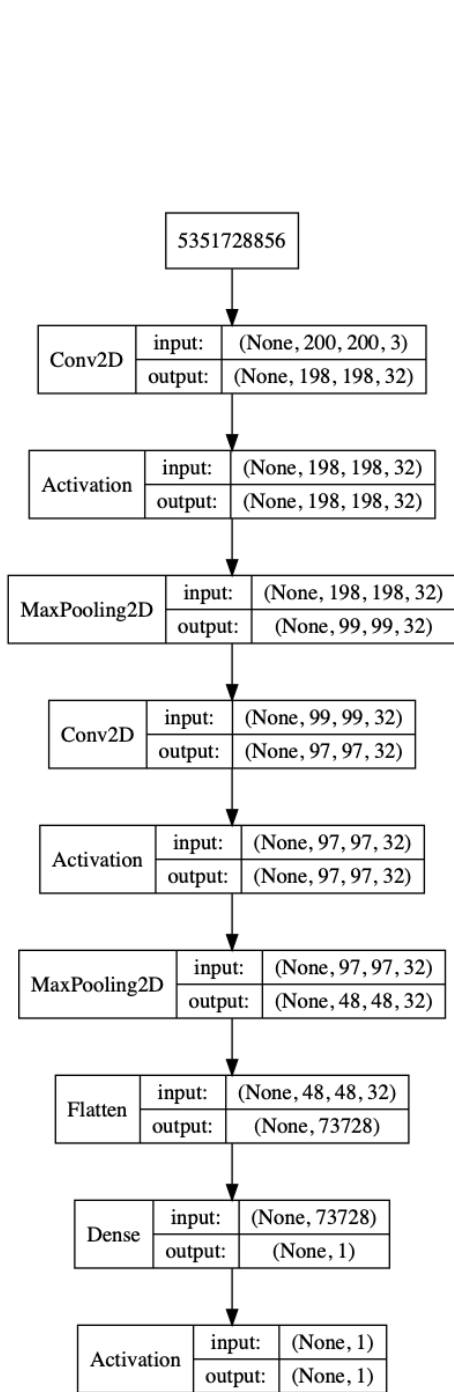 5351728856
Conv2D
input: (None, 200, 200, 3)
output: (None, 198, 198, 32)
Activation
input: (None, 198, 198, 32)
output: (None, 198, 198, 32)
MaxPooling2D
input: (None, 198, 198, 32)
output: (None, 99, 99, 32)
Conv2D
input: (None, 99, 99, 32)
output: (None, 97, 97, 32)
Activation
input: (None, 97, 97, 32)
output: (None, 97, 97, 32)
MaxPooling2D
input: (None, 97, 97, 32)
output: (None, 48, 48, 32)
Flatten
input: (None, 48, 48, 32)
output: (None, 73728)
Dense
input: (None, 73728)
output: (None, 1)
Activation
input: (None, 1)
output: (None, 1)